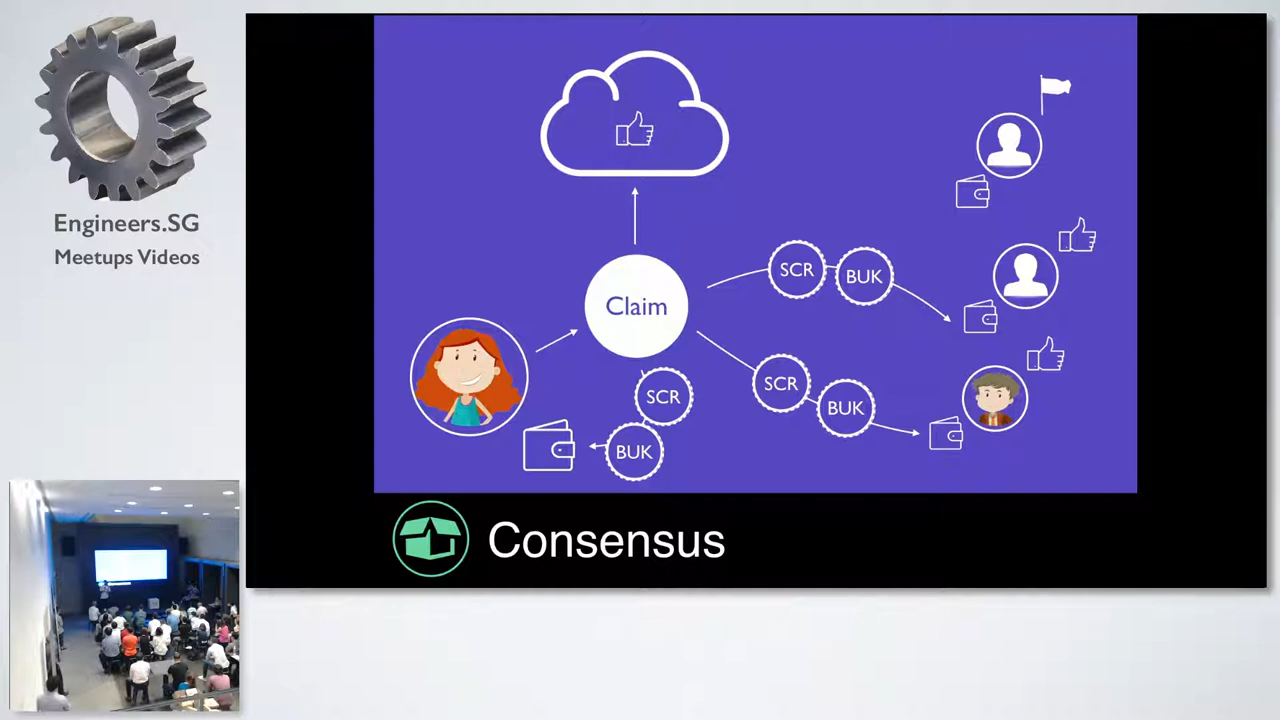 Engineers.SG
Meetups Videos
Claim
SCR
BUK
SCR
BUK
SCR
BUK
Consensus